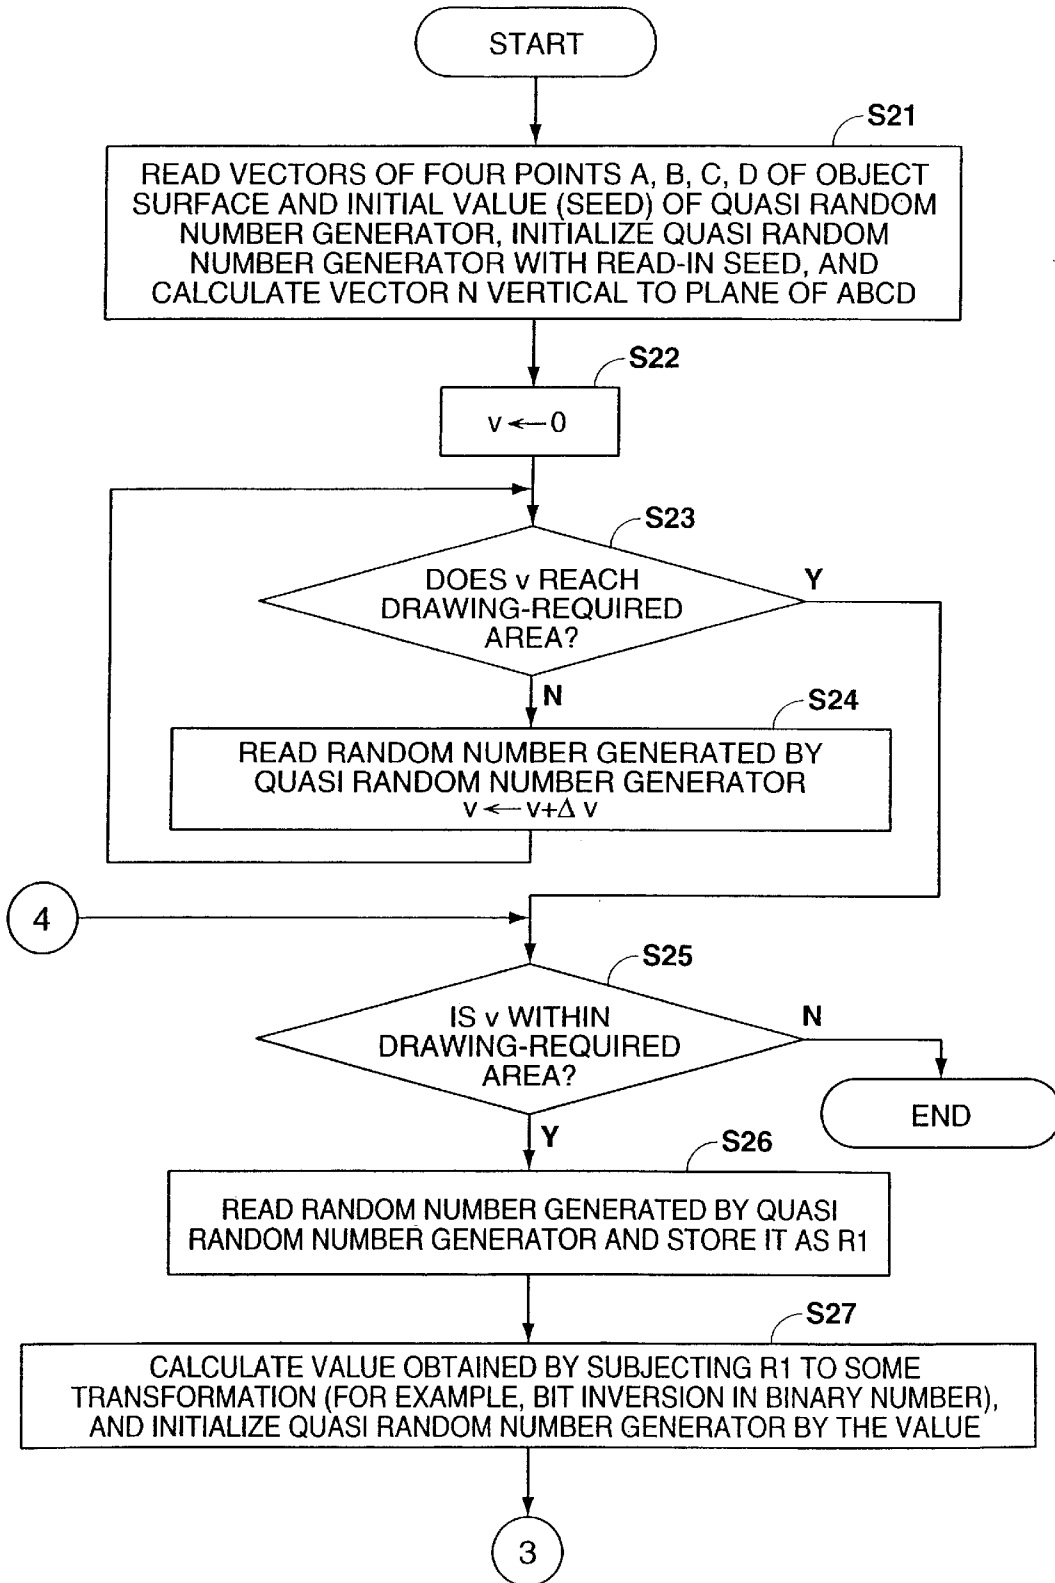 START
S21
READ VECTORS OF FOUR POINTS A, B, C, D OF OBJECT
SURFACE AND INITIAL VALUE (SEED) OF QUASI RANDOM
NUMBER GENERATOR, INITIALIZE QUASI RANDOM
NUMBER GENERATOR WITH READ-IN SEED, AND
CALCULATE VECTOR N VERTICAL TO PLANE OF ABCD
S22
v ← 0
S23
DOES v REACH
DRAWING-REQUIRED
AREA?
Y
N
S24
READ RANDOM NUMBER GENERATED BY
QUASI RANDOM NUMBER GENERATOR
v ← v+Δ v
4
S25
IS v WITHIN
DRAWING-REQUIRED
AREA?
N
END
Y
S26
READ RANDOM NUMBER GENERATED BY QUASI
RANDOM NUMBER GENERATOR AND STORE IT AS R1
S27
CALCULATE VALUE OBTAINED BY SUBJECTING R1 TO SOME
TRANSFORMATION (FOR EXAMPLE, BIT INVERSION IN BINARY NUMBER),
AND INITIALIZE QUASI RANDOM NUMBER GENERATOR BY THE VALUE
3